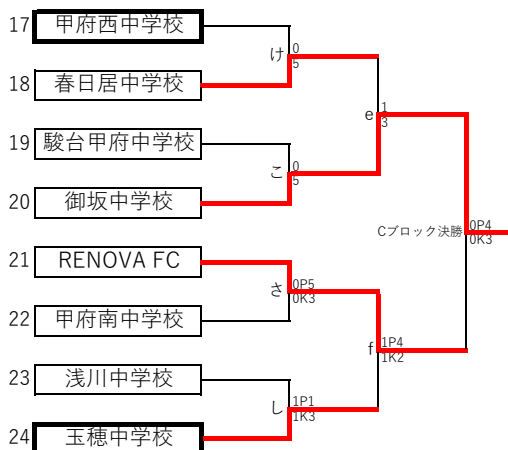 17 甲府西中学校
け 0
5
18 春日居中学校
e 1
3
19 駿台甲府中学校
こ 0
5
20 御坂中学校
Cブロック決勝 0P4
0K3
21 RENOVA FC
さ 0P5
0K3
22 甲府南中学校
f 1P4
1K2
23 浅川中学校
し 1P1
1K3
24 玉穂中学校